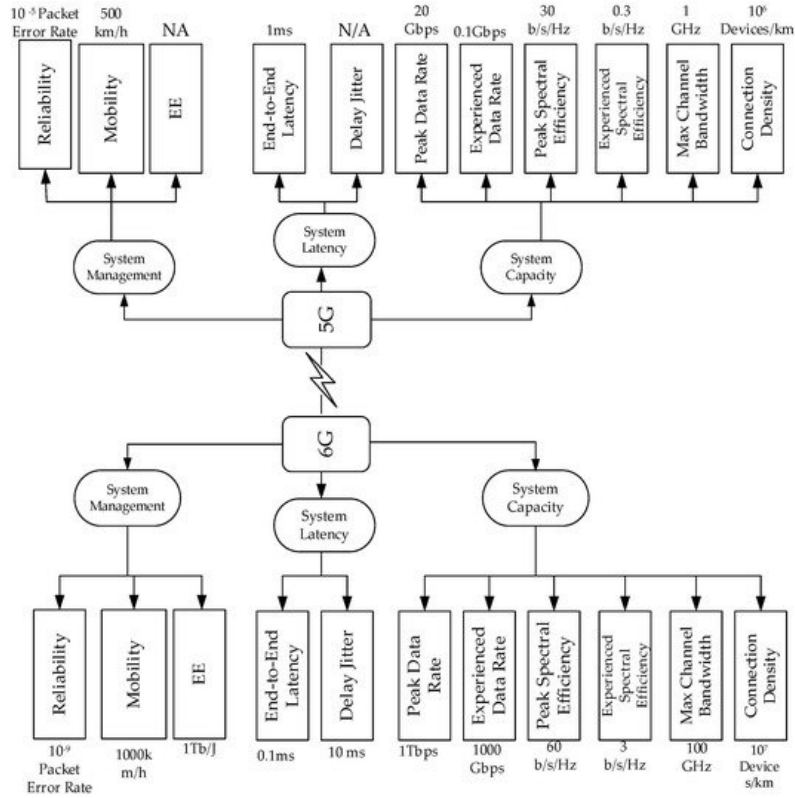 10⁻⁵ Packet
Error Rate
500
km/h
NA
1ms
N/A
20
Gbps
0.1Gbps
30
b/s/Hz
0.3
b/s/Hz
1
GHz
10⁶
Devices/km
Reliability
Mobility
EE
End-to-End
Latency
Delay Jitter
Peak Data Rate
Experienced
Data Rate
Peak Spectral
Efficiency
Experienced
Spectral
Efficiency
Max Channel
Bandwidth
Connection
Density
System
Management
System
Latency
System
Capacity
5G
6G
System
Management
System
Latency
System
Capacity
Reliability
Mobility
EE
End-to-End
Latency
Delay Jitter
Peak Data
Rate
Experienced
Data Rate
Peak Spectral
Efficiency
Experienced
Spectral
Efficiency
Max Channel
Bandwidth
Connection
Density
10⁻⁹
Packet
Error Rate
1000k
m/h
1Tb/J
0.1ms
10 ms
1Tbps
1000
Gbps
60
b/s/Hz
3
b/s/Hz
100
GHz
10⁷
Device
s/km